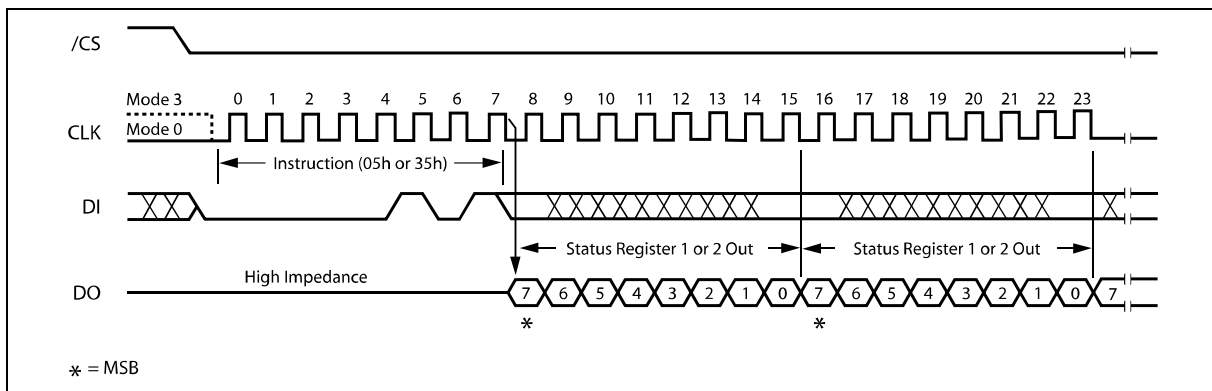 /CS
Mode 3
0 1 2 3 4 5 6 7 8 9 10 11 12 13 14 15 16 17 18 19 20 21 22 23
CLK
Mode 0
Instruction (05h or 35h)
DI
Status Register 1 or 2 Out
Status Register 1 or 2 Out
High Impedance
DO
7 6 5 4 3 2 1 0 7 6 5 4 3 2 1 0 7
* *
* = MSB